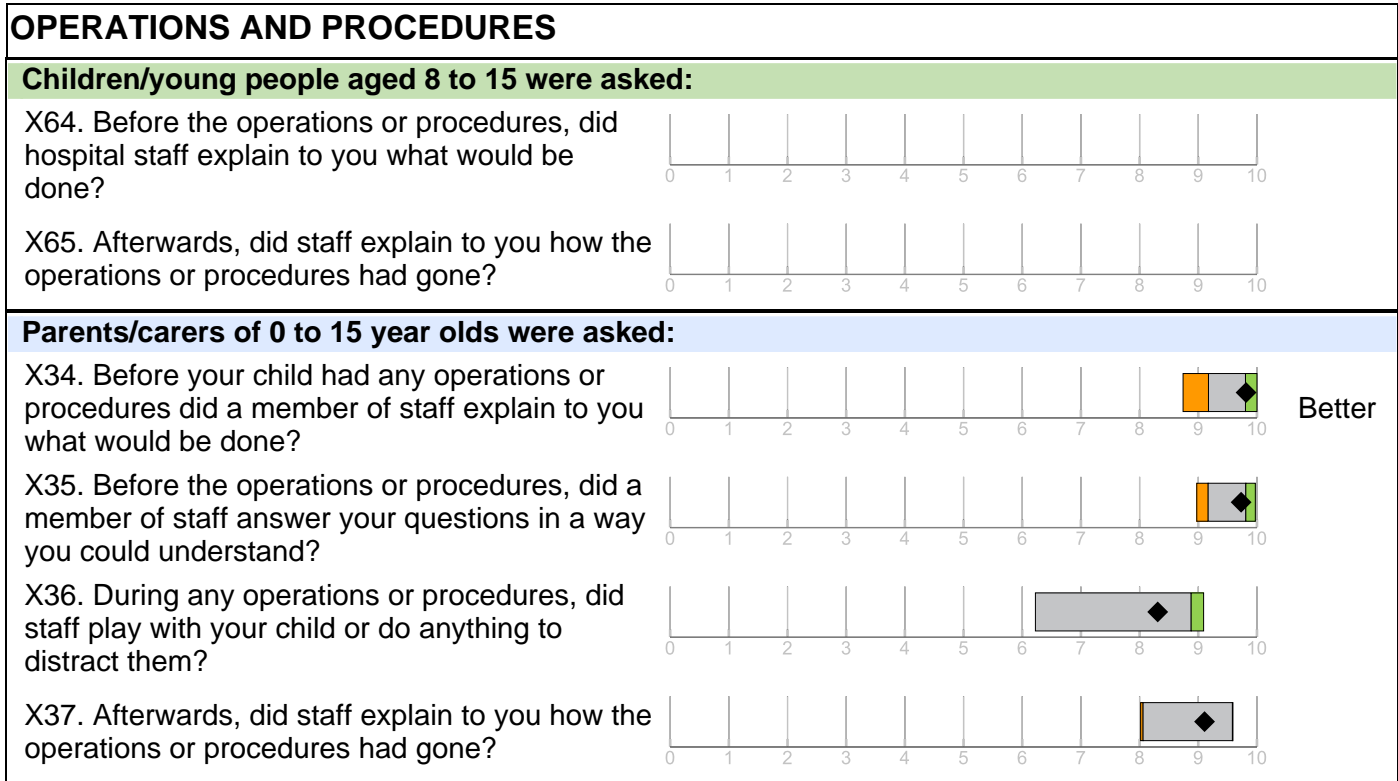 OPERATIONS AND PROCEDURES
Children/young people aged 8 to 15 were asked:
X64. Before the operations or procedures, did
hospital staff explain to you what would be
done?
0 1 2 3 4 5 6 7 8 9 10
X65. Afterwards, did staff explain to you how the
operations or procedures had gone?
0 1 2 3 4 5 6 7 8 9 10
Parents/carers of 0 to 15 year olds were asked:
X34. Before your child had any operations or
procedures did a member of staff explain to you
what would be done?
0 1 2 3 4 5 6 7 8 9 10
Better
X35. Before the operations or procedures, did a
member of staff answer your questions in a way
you could understand?
0 1 2 3 4 5 6 7 8 9 10
X36. During any operations or procedures, did
staff play with your child or do anything to
distract them?
0 1 2 3 4 5 6 7 8 9 10
X37. Afterwards, did staff explain to you how the
operations or procedures had gone?
0 1 2 3 4 5 6 7 8 9 10